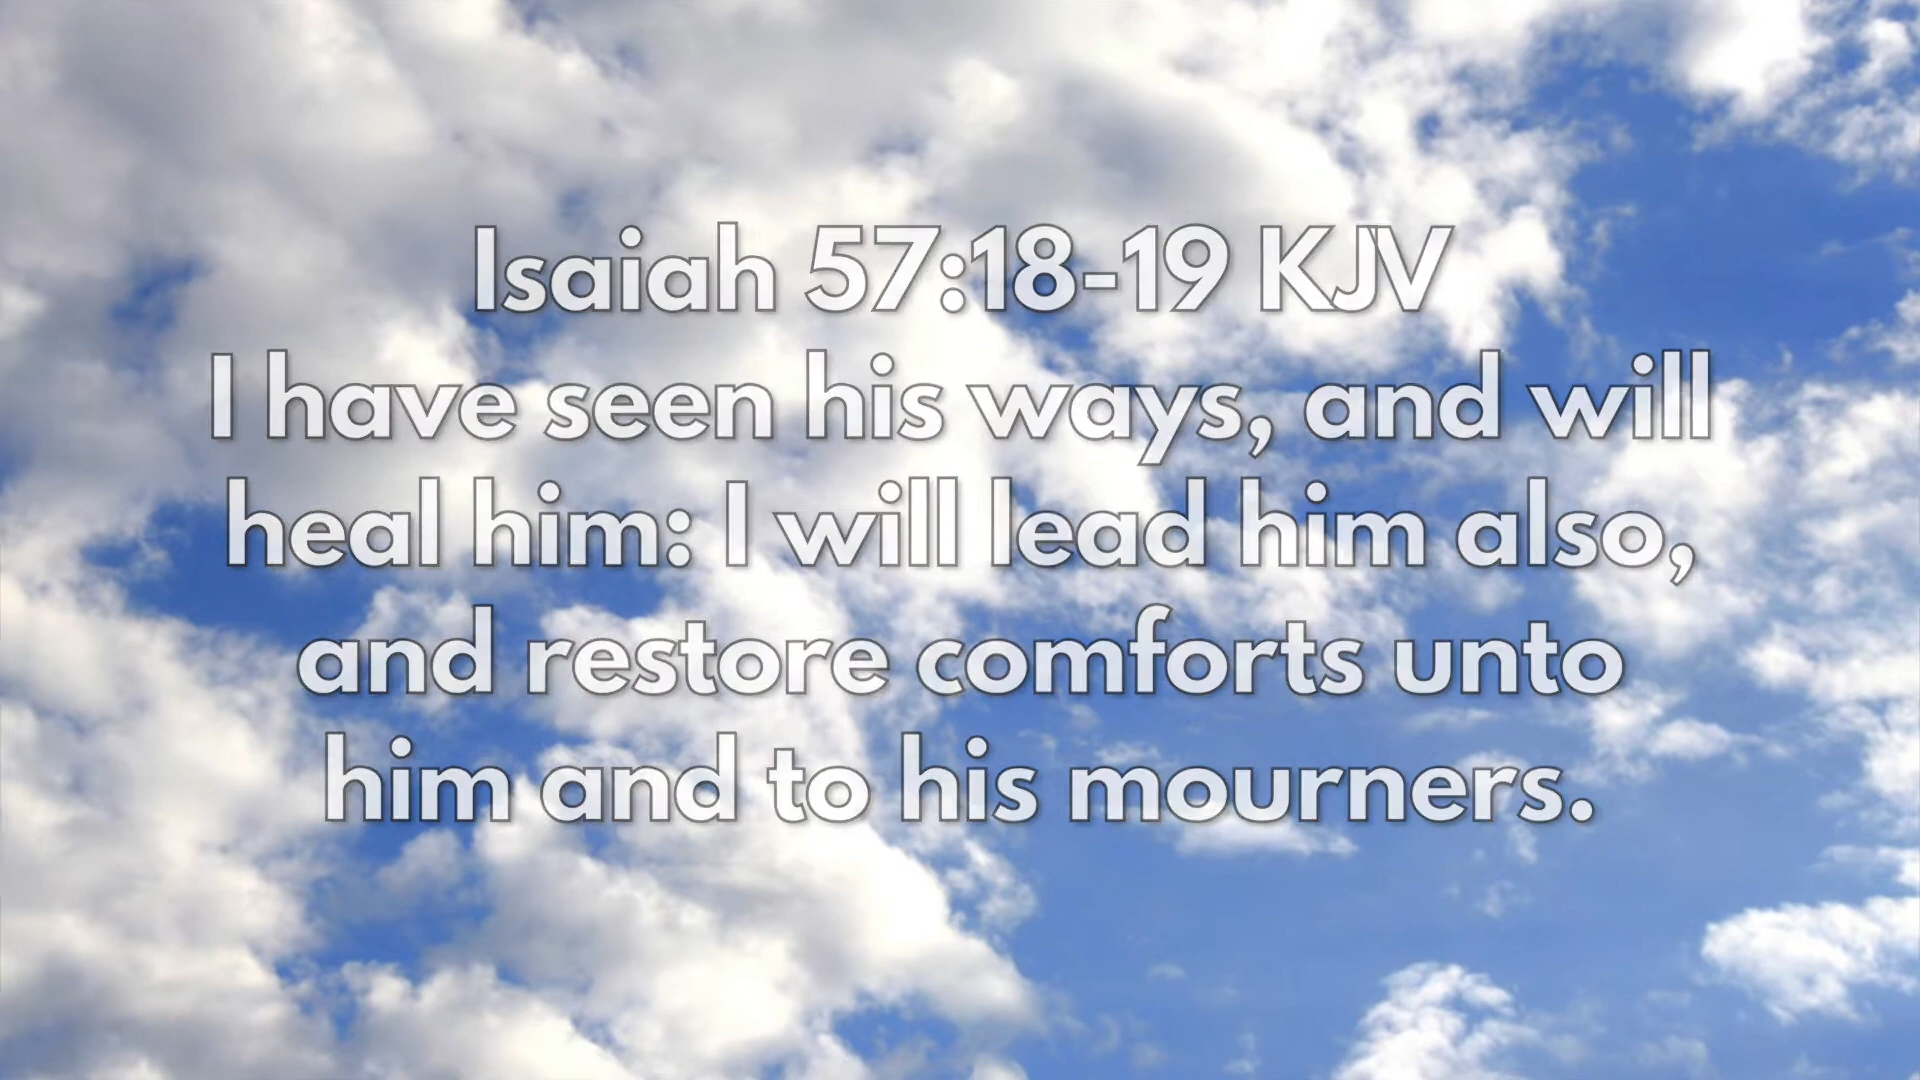 Isaiah 57:18-19 KJV
I have seen his ways, and will
heal him: I will lead him also,
and restore comforts unto
him and to his mourners.